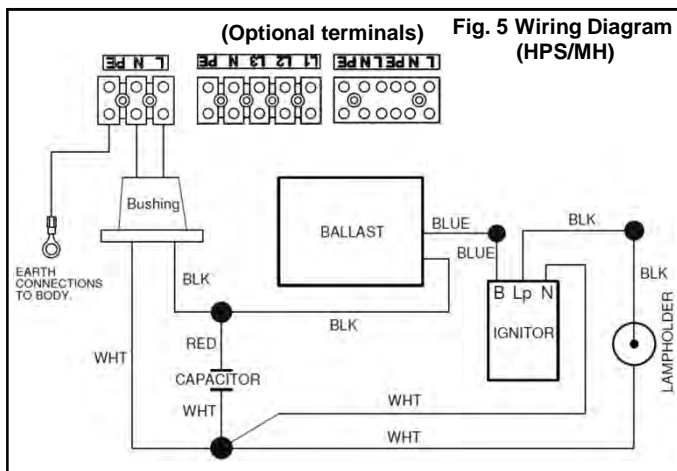 (Optional terminals)
Fig. 5 Wiring Diagram
(HPS/MH)
PE N L
L1 L2 L3 N PE
L N PE L N PE
Bushing
EARTH
CONNECTIONS
TO BODY.
BALLAST
BLUE
BLUE
BLK
BLK
B Lp N
IGNITOR
LAMPHOLDER
BLK
BLK
RED
CAPACITOR
WHT
WHT
WHT
WHT